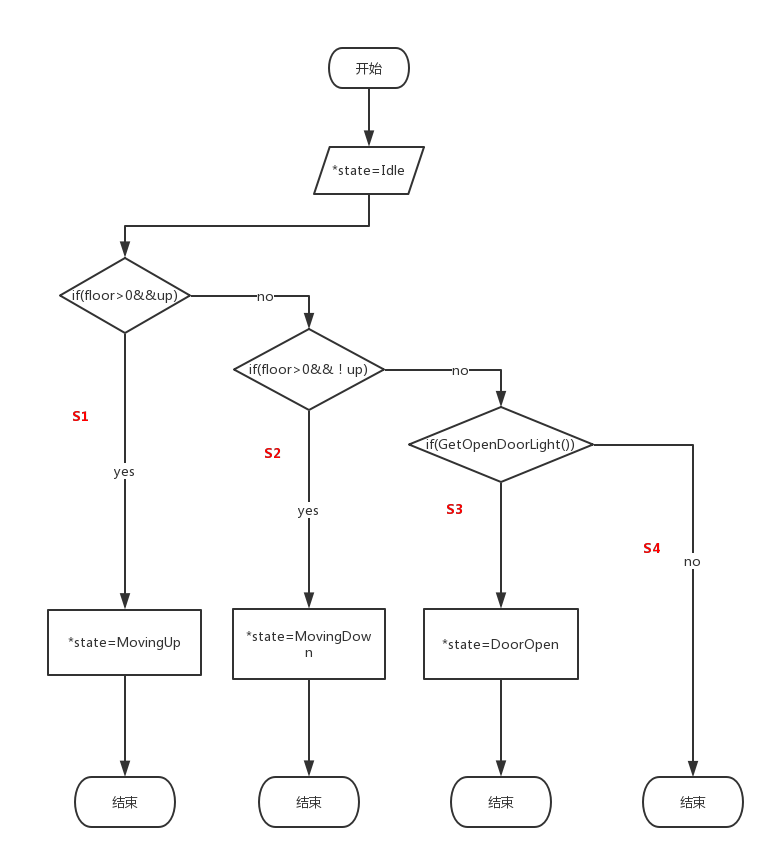 开始
*state=Idle
if(floor>0&&up)
no
if(floor>0&&！up)
no
S1
if(GetOpenDoorLight())
S2
yes
S3
yes
S4
no
*state=MovingUp
*state=MovingDow
n
*state=DoorOpen
结束
结束
结束
结束